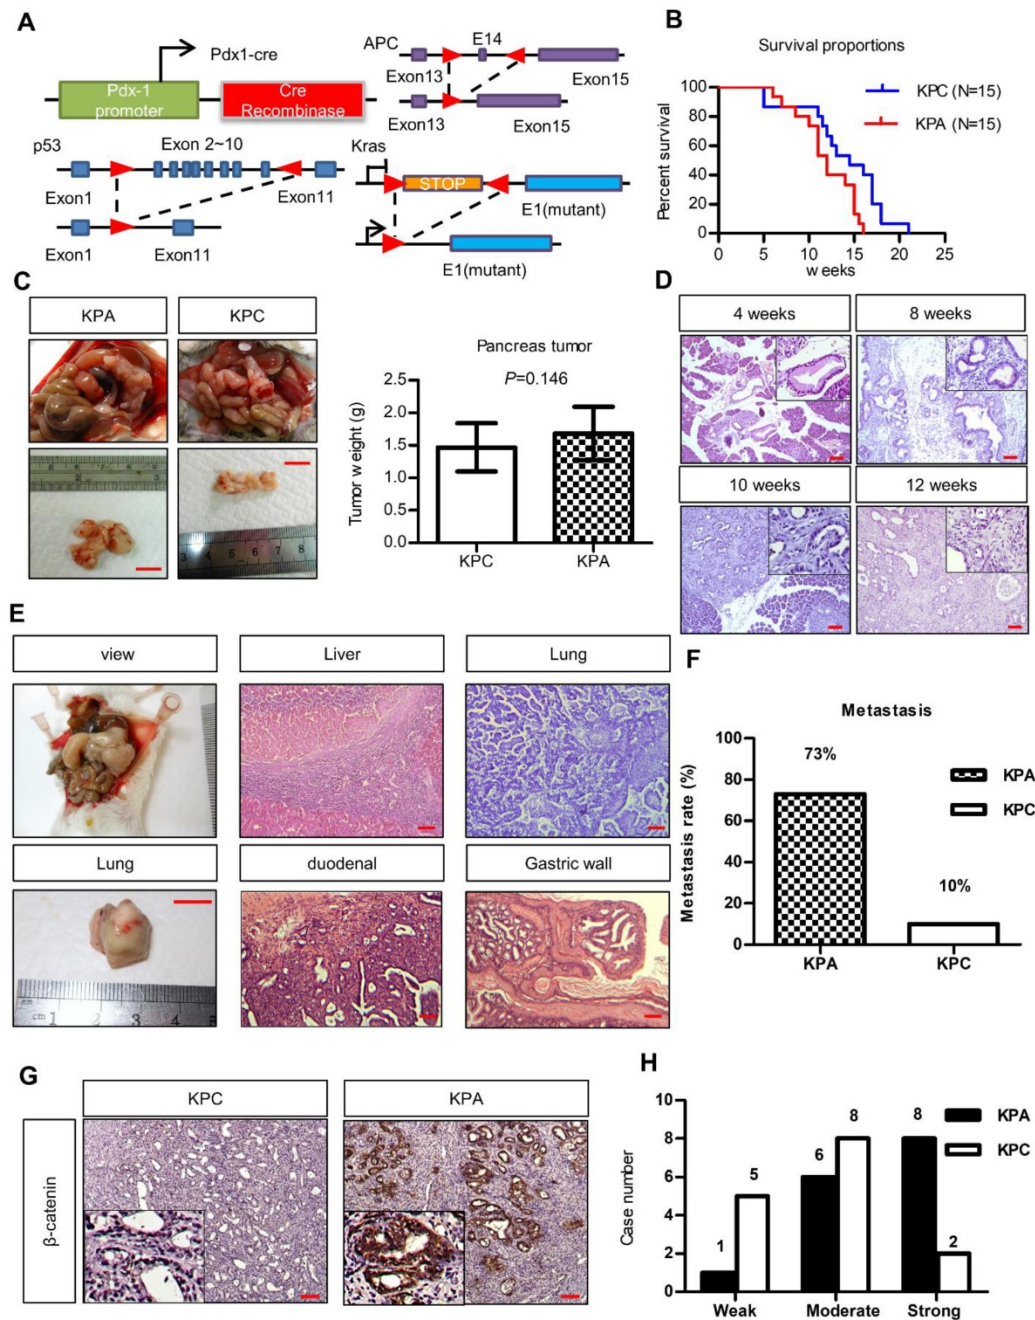 A
Pdx1-cre
Pdx-1
promoter
Cre
Recombinase
APC
E14
Exon13
Exon15
Exon13
Exon15
p53
Exon 2~10
Exon1
Exon11
Exon1
Exon11
Kras
STOP
E1(mutant)
E1(mutant)
B
Survival proportions
Percent survival
100
80
60
40
20
0
0 5 10 15 20 25
weeks
KPC (N=15)
KPA (N=15)
C
KPA
KPC
Pancreas tumor
P=0.146
Tumor weight (g)
2.5
2.0
1.5
1.0
0.5
0.0
KPC
KPA
D
4 weeks
8 weeks
10 weeks
12 weeks
E
view
Liver
Lung
Lung
duodenal
Gastric wall
cm 1 2 3 4
F
Metastasis
Metastasis rate (%)
100
80
60
40
20
0
73%
10%
KPA
KPC
KPA
KPC
G
KPC
KPA
β-catenin
H
Case number
10
8
6
4
2
0
1
5
6
8
8
2
Weak
Moderate
Strong
KPA
KPC